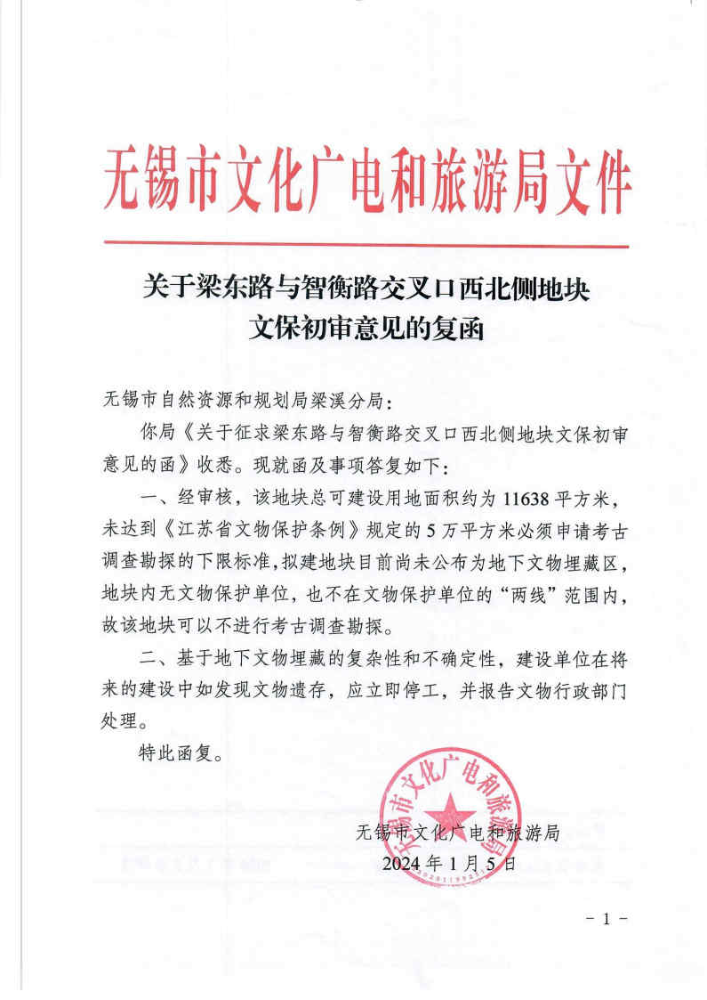 无锡市文化广电和旅游局文件
关于梁东路与智衡路交叉口西北侧地块
文保初审意见的复函
无锡市自然资源和规划局梁溪分局：
你局《关于征求梁东路与智衡路交叉口西北侧地块文保初审
意见的函》收悉。现就函及事项答复如下：
一、经审核，该地块总可建设用地面积约为 11638 平方米，
未达到《江苏省文物保护条例》规定的 5 万平方米必须申请考古
调查勘探的下限标准，拟建地块目前尚未公布为地下文物埋藏区，
地块内无文物保护单位，也不在文物保护单位的“两线”范围内，
故该地块可以不进行考古调查勘探。
二、基于地下文物埋藏的复杂性和不确定性，建设单位在将
来的建设中如发现文物遗存，应立即停工，并报告文物行政部门
处理。
特此函复。
无锡市文化广电和旅游局
无锡市文化广电和旅游局
2024 年 1 月 5 日
- 1 -